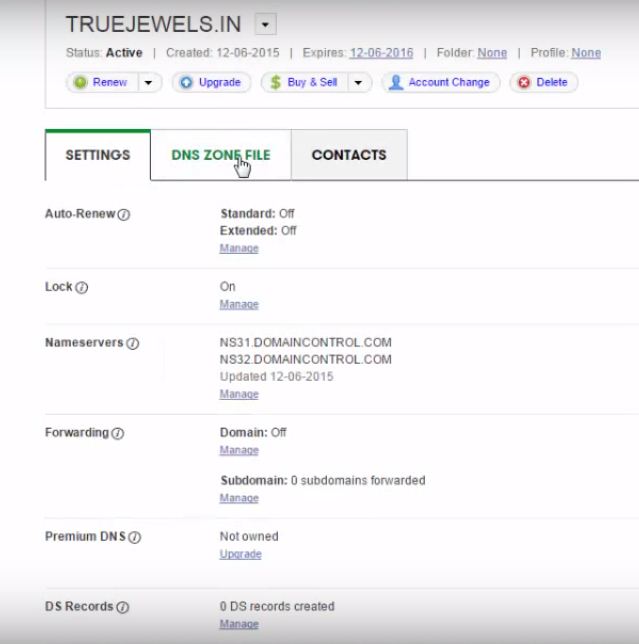 TRUEJEWELS.IN
Status: Active | Created: 12-06-2015 | Expires: 12-06-2016 | Folder: None | Profile: None
Renew Upgrade $ Buy & Sell Account Change Delete
SETTINGS DNS ZONE FILE CONTACTS
Auto-Renew i Standard: Off
Extended: Off
Manage
Lock i On
Manage
Nameservers i NS31.DOMAINCONTROL.COM
NS32.DOMAINCONTROL.COM
Updated 12-06-2015
Manage
Forwarding i Domain: Off
Manage
Subdomain: 0 subdomains forwarded
Manage
Premium DNS i Not owned
Upgrade
DS Records i 0 DS records created
Manage